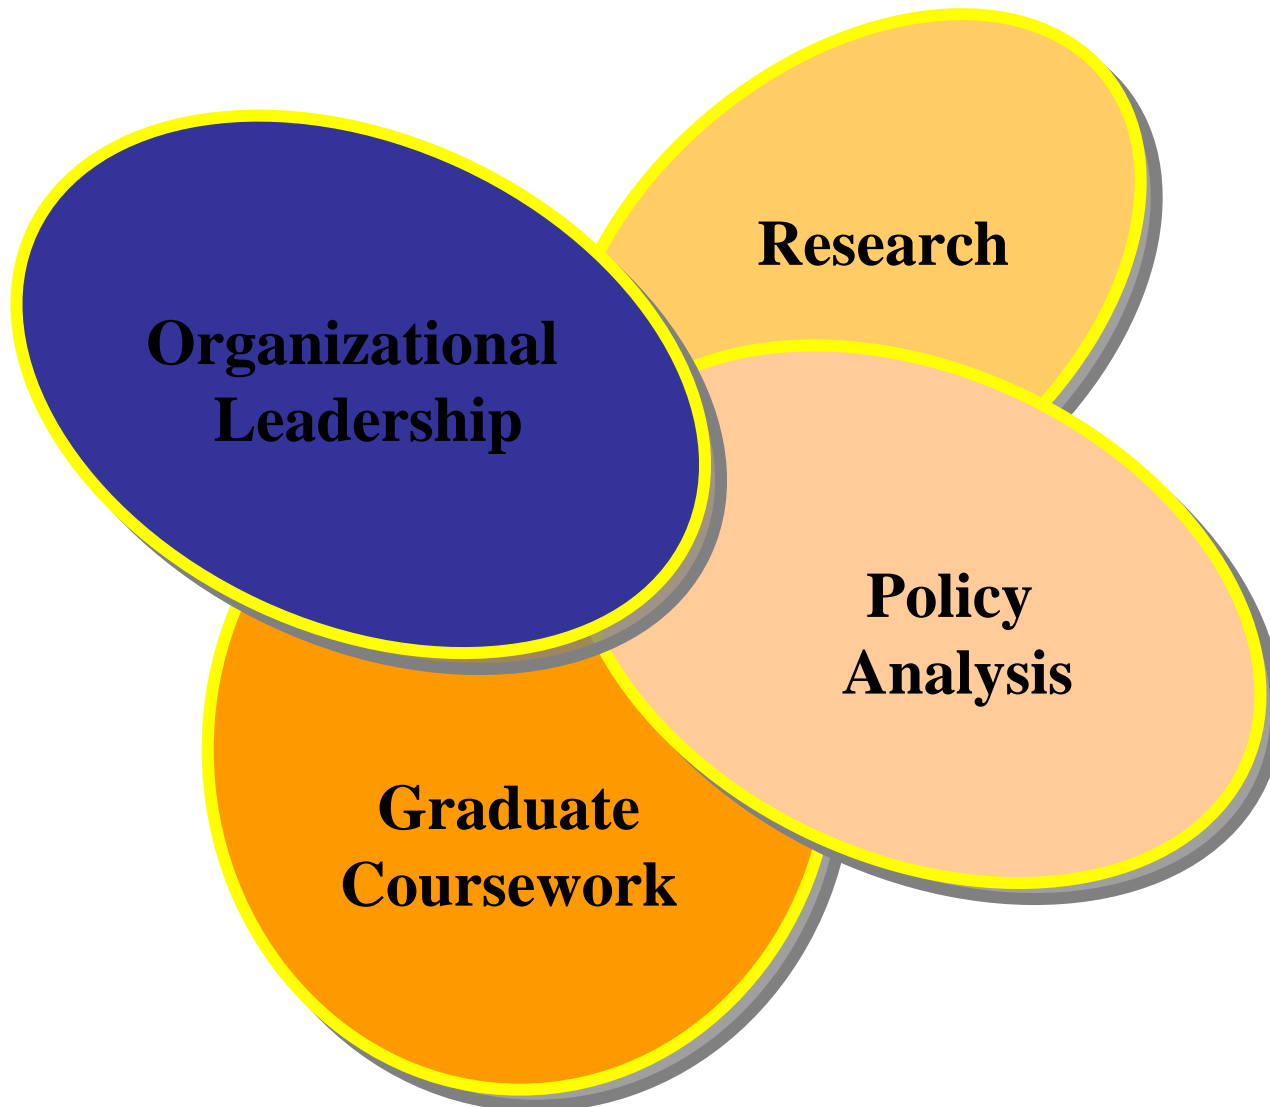 Research
Organizational
Leadership
Policy
Analysis
Graduate
Coursework